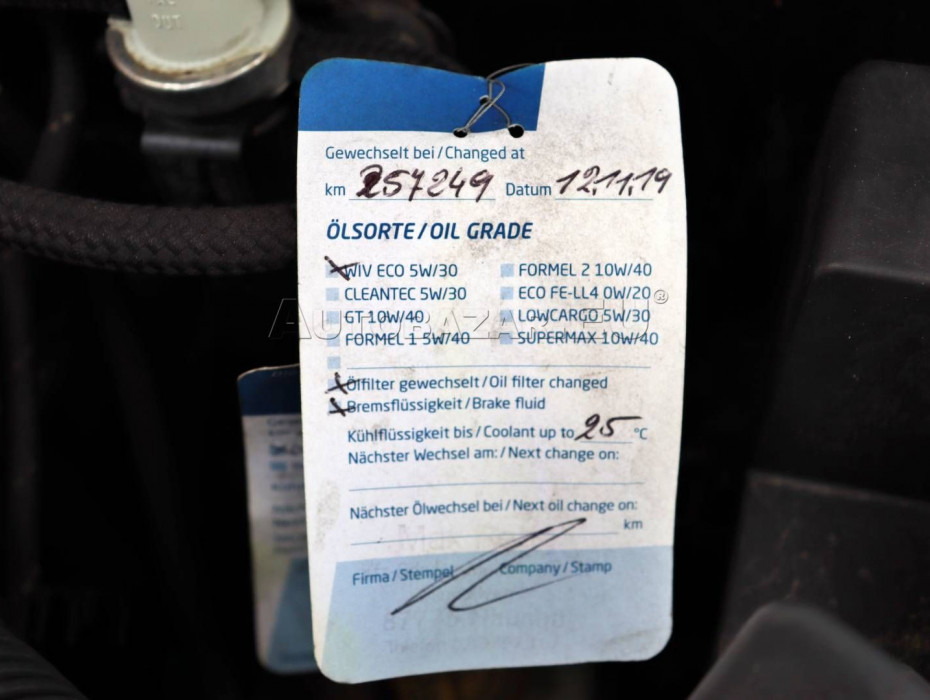 OUT
Gewechselt bei/Changed at
km 257249 Datum 12.11.19
ÖLSORTE/OIL GRADE
WIV ECO 5W/30 FORMEL 2 10W/40
CLEANTEC 5W/30 ECO FE-LL4 0W/20
GT 10W/40 LOWCARGO 5W/30
FORMEL 1 5W/40 SUPERMAX 10W/40
AUTOBAZAR.EU®
Ölfilter gewechselt/Oil filter changed
Bremsflüssigkeit/Brake fluid
Kühlflüssigkeit bis/Coolant up to 25 °C
Nächster Wechsel am:/Next change on:
Nächster Ölwechsel bei/Next oil change on:
km
Firma/Stempel Company/Stamp